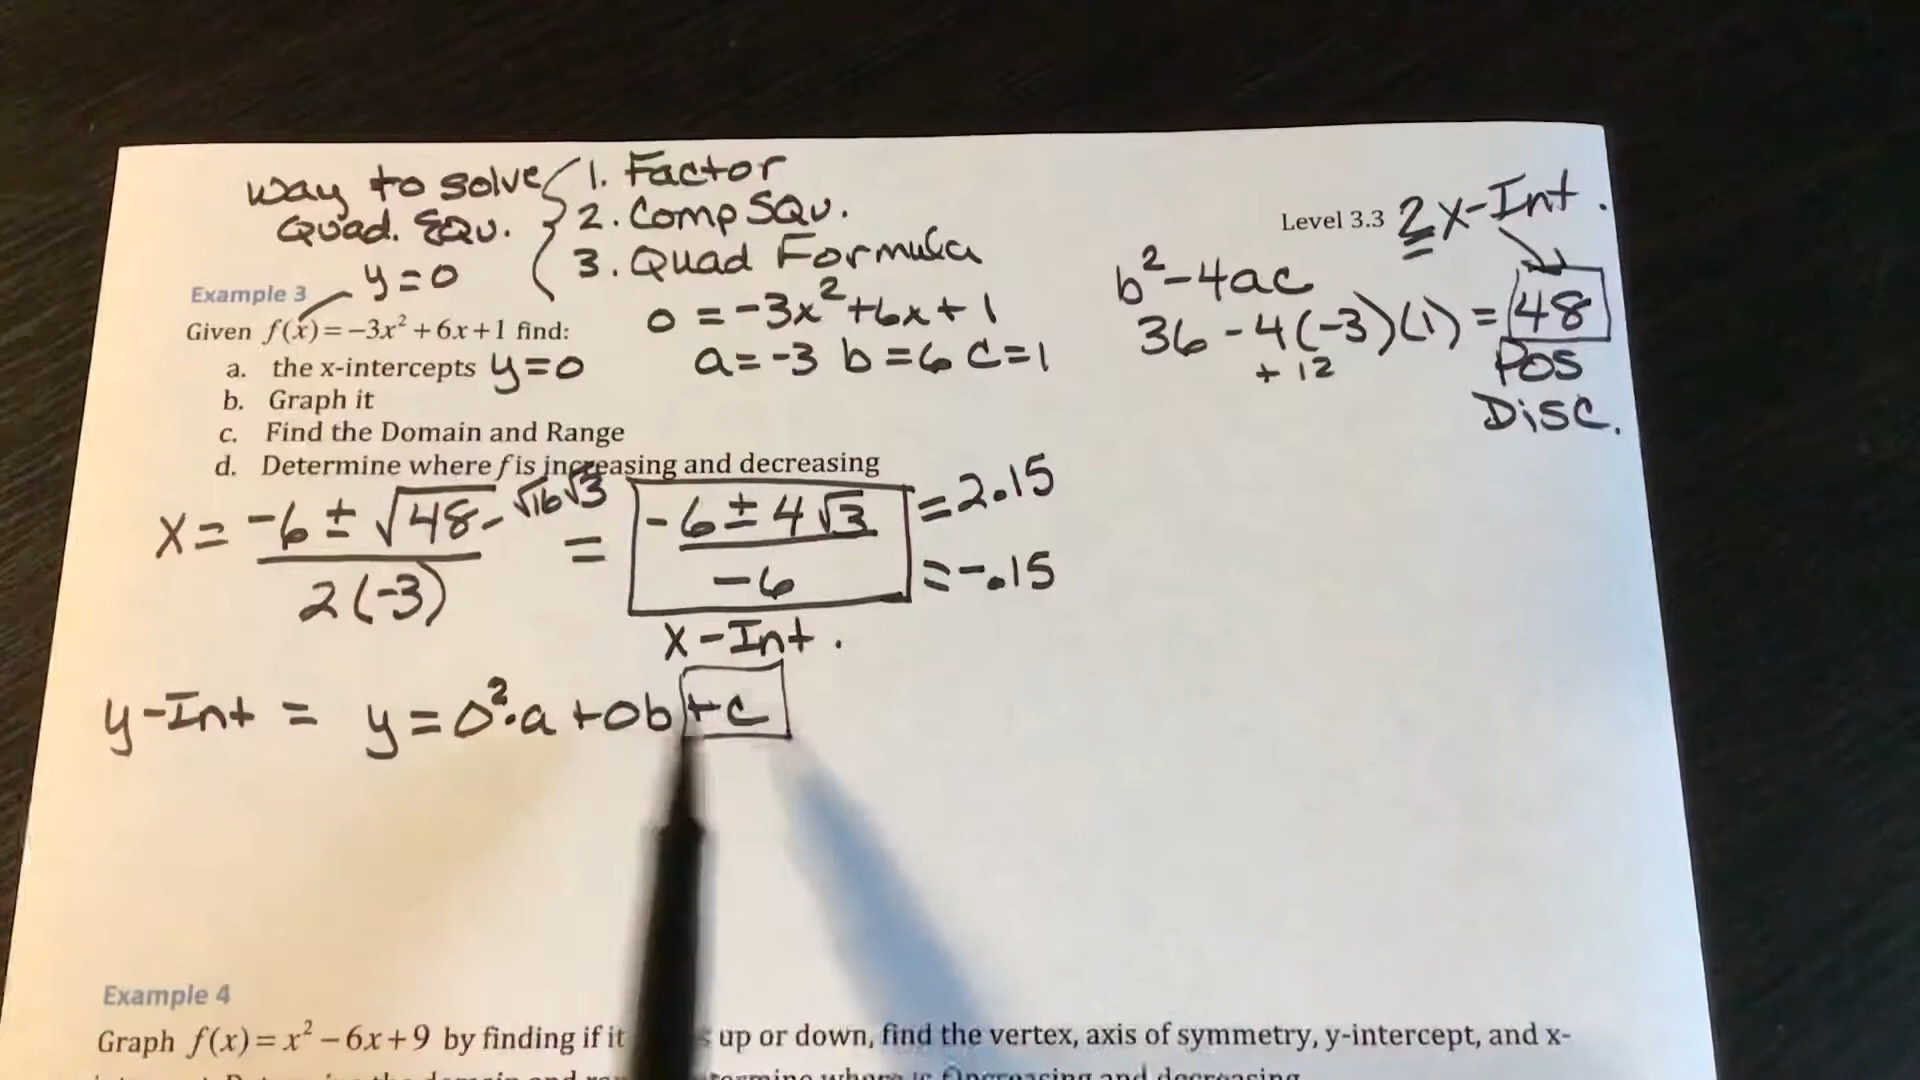 way to solve 1. Factor
Quad. EQU. 2. Comp SQU.
3. Quad Formula
Level 3.3 2 x-Int.
Example 3 y=0
b²-4ac
Given f(x)=−3x²+6x+1 find:
0 = -3x²+6x+1
36 - 4(-3)(1) = 48
+12
a. the x-intercepts y=0
a=-3 b=6 c=1
Pos
Disc.
b. Graph it
c. Find the Domain and Range
d. Determine where f is increasing and decreasing
x = -6 ± √48 √16 √3 = -6 ± 4√3 = 2.15
2(-3) -6 = -.15
x-Int.
y-Int = y = 0²·a + 0b + c
Example 4
Graph f(x)=x²−6x+9 by finding if it up or down, find the vertex, axis of symmetry, y-intercept, and x-
increasing and decreasing.